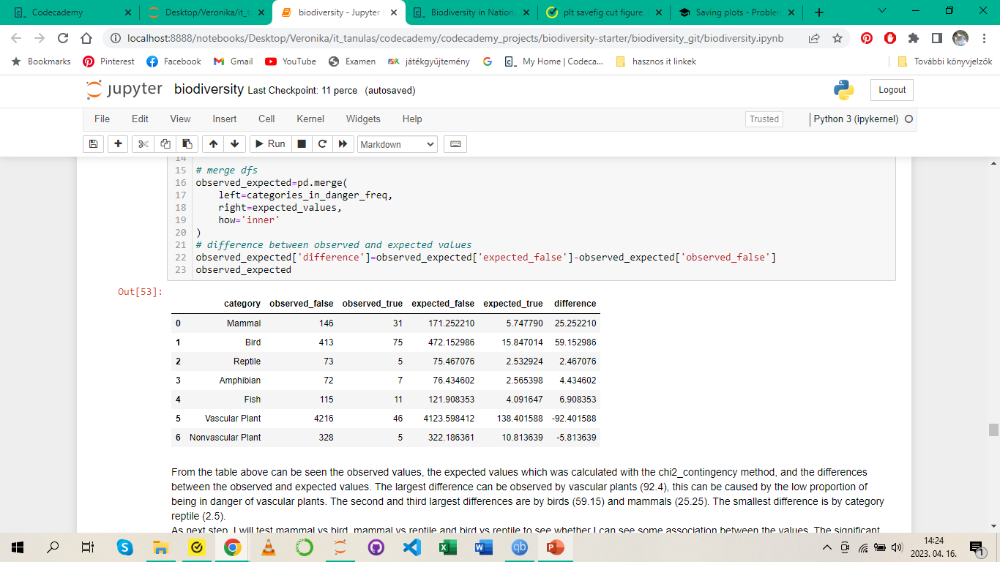 Codecademy
Desktop/Veronika/it_t
biodiversity - Jupyter
Biodiversity in Nationa
plt savefig cut figure,
Saving plots - Problem
localhost:8888/notebooks/Desktop/Veronika/it_tanulas/codecademy/codecademy_projects/biodiversity-starter/biodiversity_git/biodiversity.ipynb
Bookmarks Pinterest Facebook Gmail YouTube Examen játékgyűjtemény My Home | Codeca... hasznos it linkek További könyvjelzők
jupyter biodiversity Last Checkpoint: 11 perce (autosaved) Logout
File Edit View Insert Cell Kernel Widgets Help Trusted Python 3 (ipykernel)
Run Markdown
14
15 # merge dfs
16 observed_expected=pd.merge(
17 left=categories_in_danger_freq,
18 right=expected_values,
19 how='inner'
20 )
21 # difference between observed and expected values
22 observed_expected['difference']=observed_expected['expected_false']-observed_expected['observed_false']
23 observed_expected
Out[53]:
category observed_false observed_true expected_false expected_true difference
0 Mammal 146 31 171.252210 5.747790 25.252210
1 Bird 413 75 472.152986 15.847014 59.152986
2 Reptile 73 5 75.467076 2.532924 2.467076
3 Amphibian 72 7 76.434602 2.565398 4.434602
4 Fish 115 11 121.908353 4.091647 6.908353
5 Vascular Plant 4216 46 4123.598412 138.401588 -92.401588
6 Nonvascular Plant 328 5 322.186361 10.813639 -5.813639
From the table above can be seen the observed values, the expected values which was calculated with the chi2_contingency method, and the differences
between the observed and expected values. The largest difference can be observed by vascular plants (92.4), this can be caused by the low proportion of
being in danger of vascular plants. The second and third largest differences are by birds (59.15) and mammals (25.25). The smallest difference is by category
reptile (2.5).
As next step, I will test mammal vs bird, mammal vs reptile and bird vs reptile to see whether I can see some association between the values. The significant
14:24
2023. 04. 16.
1